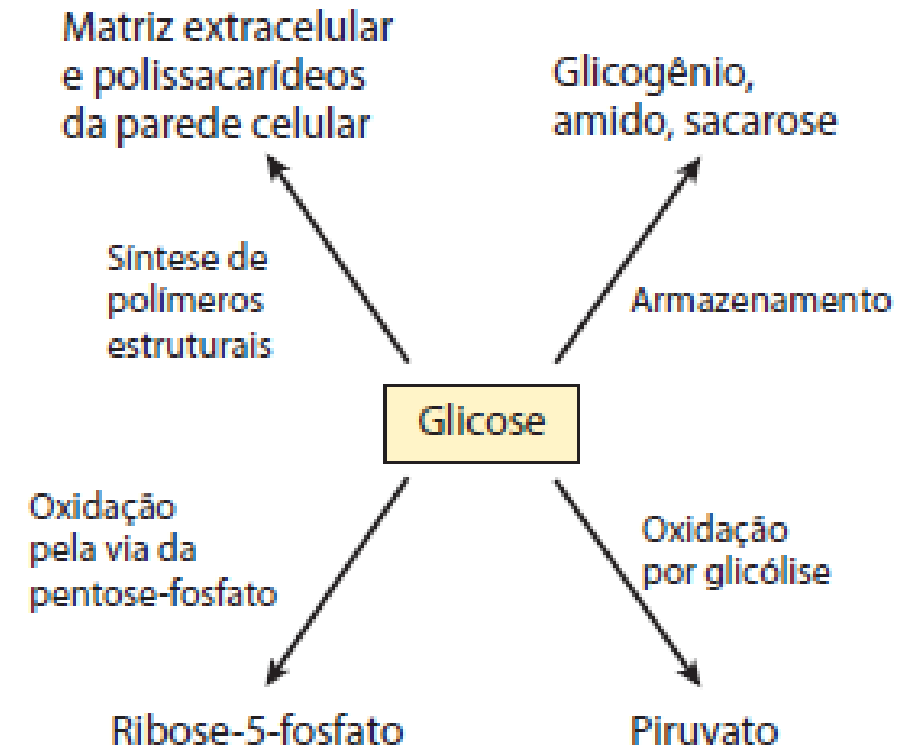 Matriz extracelular
e polissacarídeos
da parede celular
Glicogênio,
amido, sacarose
Síntese de
polímeros
estruturais
Armazenamento
Glicose
Oxidação
pela via da
pentose-fosfato
Oxidação
por glicólise
Ribose-5-fosfato
Piruvato